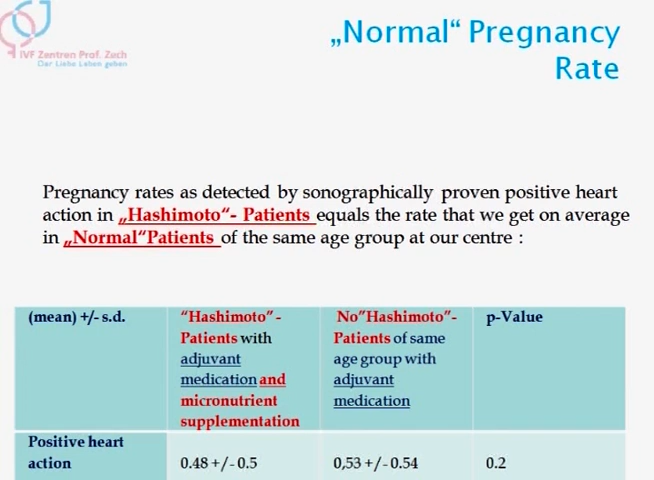 IVF Zentren Prof. Zech
Der Liebe Leben geben
„Normal“ Pregnancy
Rate
Pregnancy rates as detected by sonographically proven positive heart
action in „Hashimoto“- Patients equals the rate that we get on average
in „Normal“Patients of the same age group at our centre :
(mean) +/- s.d.
“Hashimoto” -
Patients with
adjuvant
medication and
micronutrient
supplementation
No”Hashimoto”-
Patients of same
age group with
adjuvant
medication
p-Value
Positive heart
action
0.48 +/- 0.5
0,53 +/- 0.54
0.2